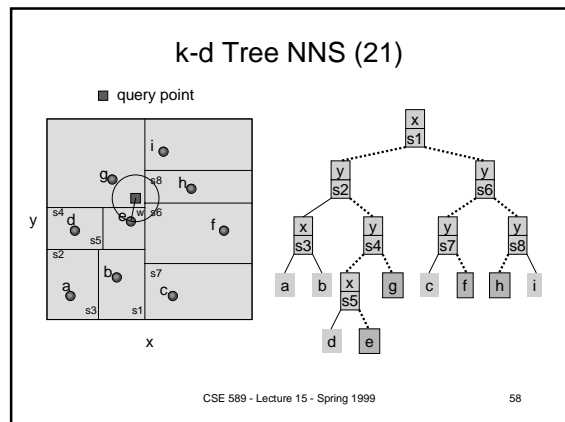 k-d Tree NNS (21)
query point
i
g
s8
h
e
w
s6
s4
d
f
s5
y
s2
s7
b
a
c
s3
s1
x
x
s1
y
s2
y
s6
x
s3
y
s4
y
s7
y
s8
a
b
x
s5
g
c
f
h
i
d
e
CSE 589 - Lecture 15 - Spring 1999
58